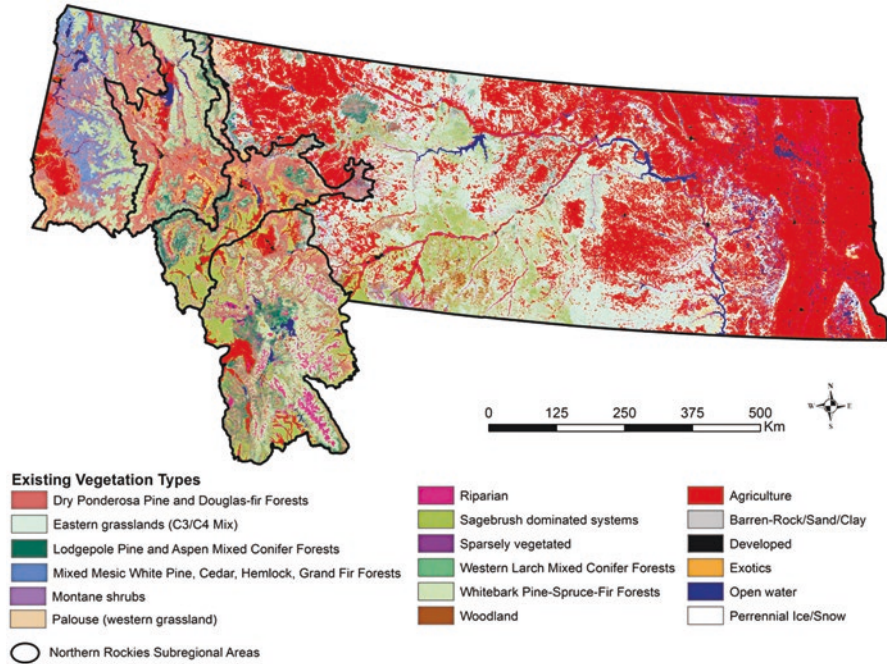 N
W E
S
0 125 250 375 500
Km
Existing Vegetation Types
Dry Ponderosa Pine and Douglas-fir Forests
Eastern grasslands (C3/C4 Mix)
Lodgepole Pine and Aspen Mixed Conifer Forests
Mixed Mesic White Pine, Cedar, Hemlock, Grand Fir Forests
Montane shrubs
Palouse (western grassland)
Northern Rockies Subregional Areas
Riparian
Sagebrush dominated systems
Sparsely vegetated
Western Larch Mixed Conifer Forests
Whitebark Pine-Spruce-Fir Forests
Woodland
Agriculture
Barren-Rock/Sand/Clay
Developed
Exotics
Open water
Perrennial Ice/Snow